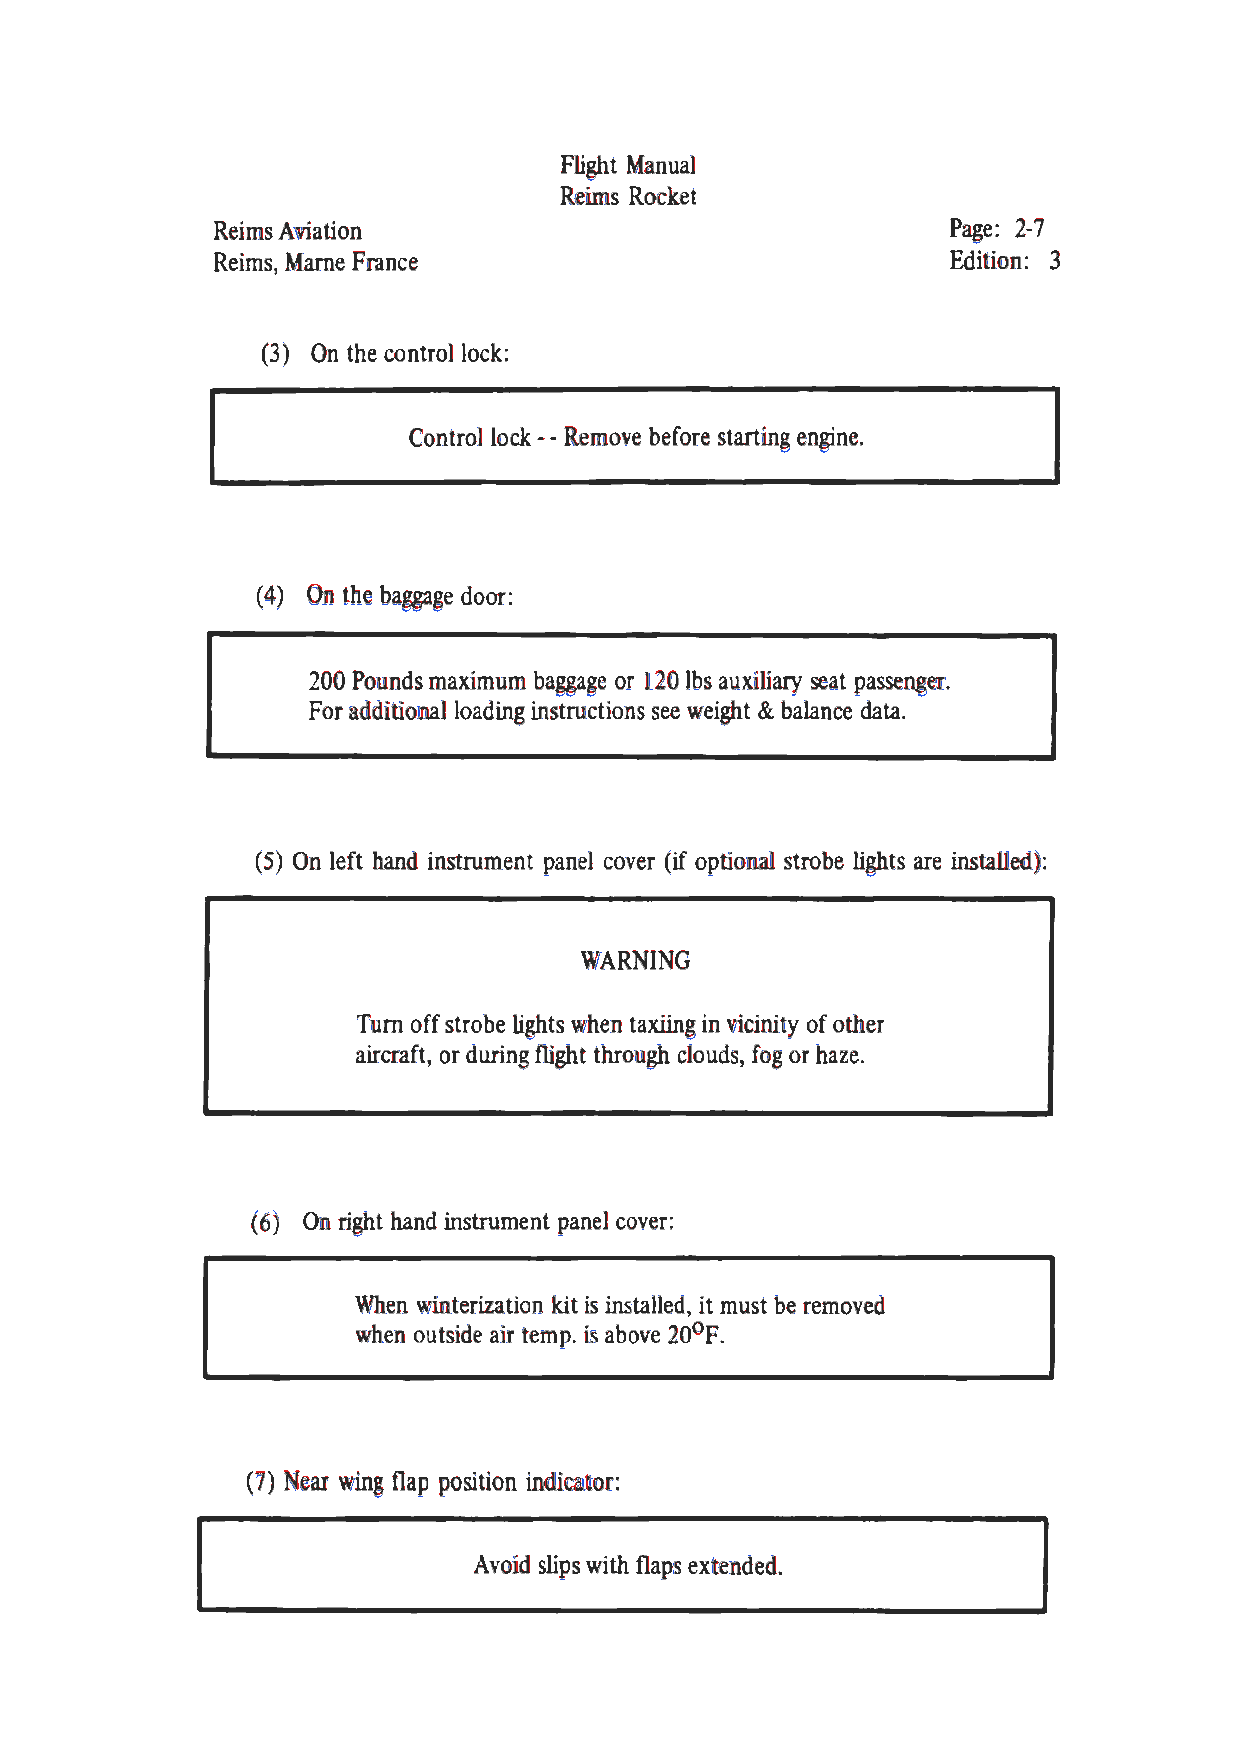 Flight Manual
Reims Rocket
Reims Aviation
Page: 2-7
Reims, Marne France
Edition: 3
(3) On the control lock:
Control lock - - Remove before starting engine.
(4) On the baggage door:
200 Pounds maximum baggage or 120 lbs auxiliary seat passenger.
For additional loading instructions see weight & balance data.
(5) On left hand instrument panel cover (if optional strobe lights are installed):
WARNING
Turn off strobe lights when taxiing in vicinity of other
aircraft, or during flight through clouds, fog or haze.
(6) On right hand instrument panel cover:
When winterization kit is installed, it must be removed
when outside air temp. is above 20°F.
(7) Near wing flap position indicator:
Avoid slips with flaps extended.